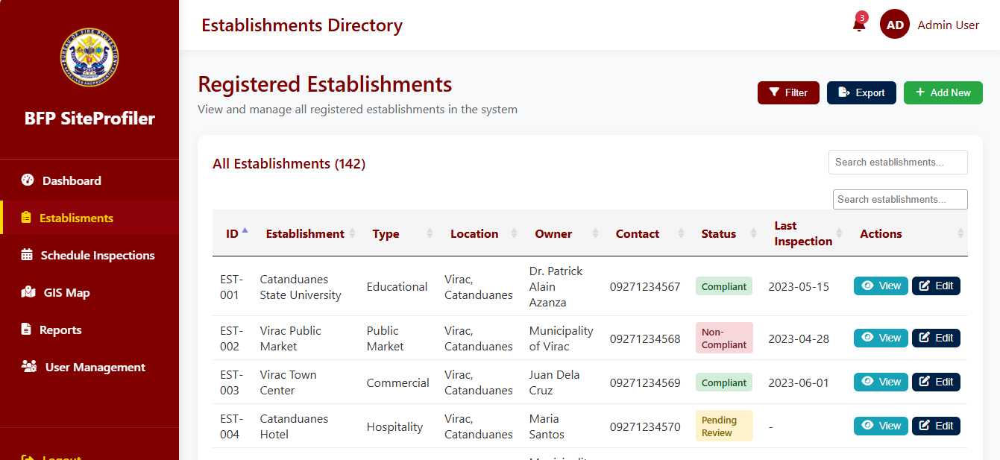 BFP SiteProfiler
Dashboard
Establisments
Schedule Inspections
GIS Map
Reports
User Management
Logout
Establishments Directory
3
AD
Admin User
Registered Establishments
View and manage all registered establishments in the system
Filter
Export
Add New
All Establishments (142)
Search establishments...
Search establishments...
ID Establishment Type Location Owner Contact Status Last Inspection Actions
EST-001 Catanduanes State University Educational Virac, Catanduanes Dr. Patrick Alain Azanza 09271234567 Compliant 2023-05-15 View Edit
EST-002 Virac Public Market Public Market Virac, Catanduanes Municipality of Virac 09271234568 Non-Compliant 2023-04-28 View Edit
EST-003 Virac Town Center Commercial Virac, Catanduanes Juan Dela Cruz 09271234569 Compliant 2023-06-01 View Edit
EST-004 Catanduanes Hotel Hospitality Virac, Catanduanes Maria Santos 09271234570 Pending Review - View Edit